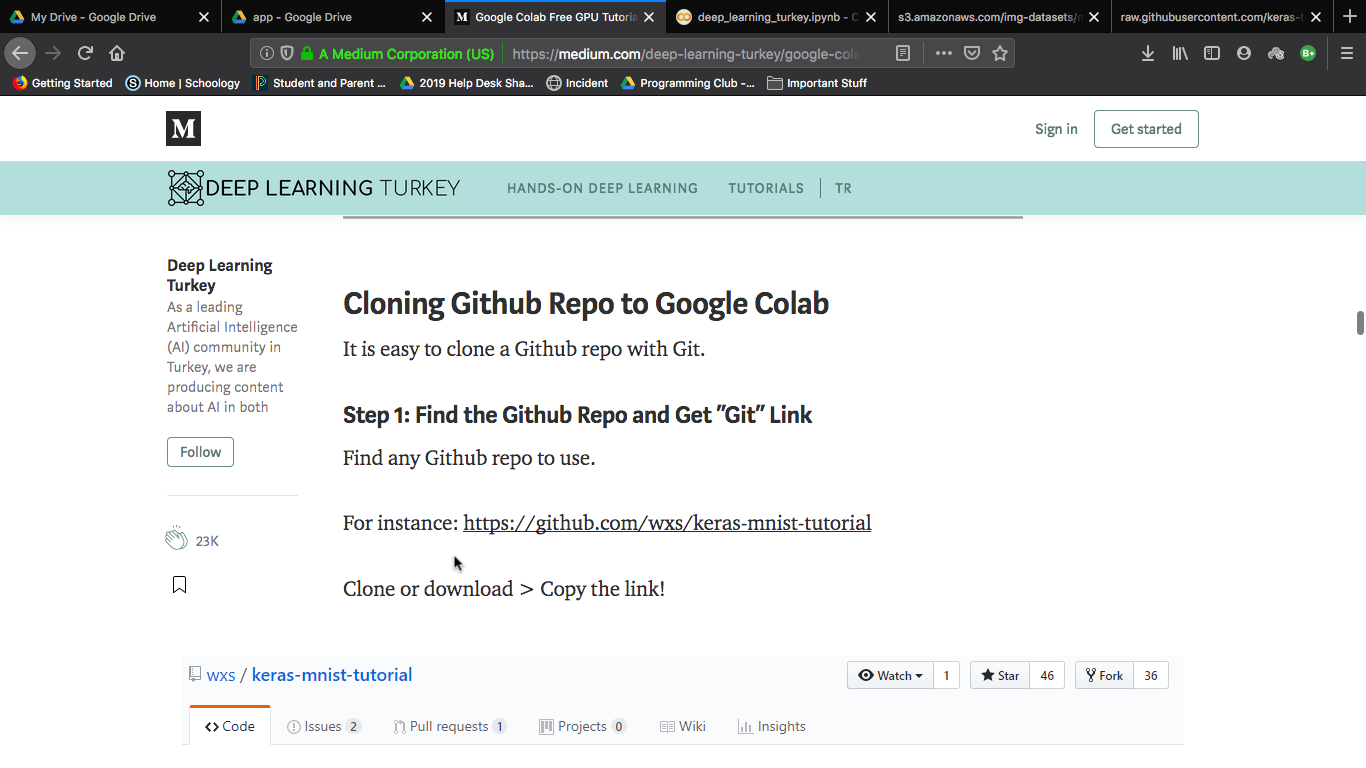 My Drive - Google Drive
app - Google Drive
Google Colab Free GPU Tutoria
deep_learning_turkey.ipynb - C
s3.amazonaws.com/img-datasets/
raw.githubusercontent.com/keras-
A Medium Corporation (US)
https://medium.com/deep-learning-turkey/google-cola
Getting Started
Home | Schoology
Student and Parent ...
2019 Help Desk Sha...
Incident
Programming Club -...
Important Stuff
M
Sign in
Get started
DEEP LEARNING TURKEY
HANDS-ON DEEP LEARNING
TUTORIALS
TR
Deep Learning
Turkey
As a leading
Artificial Intelligence
(AI) community in
Turkey, we are
producing content
about AI in both
Follow
23K
Cloning Github Repo to Google Colab
It is easy to clone a Github repo with Git.
Step 1: Find the Github Repo and Get ”Git” Link
Find any Github repo to use.
For instance: https://github.com/wxs/keras-mnist-tutorial
Clone or download > Copy the link!
wxs / keras-mnist-tutorial
Watch 1
Star 46
Fork 36
Code
Issues 2
Pull requests 1
Projects 0
Wiki
Insights